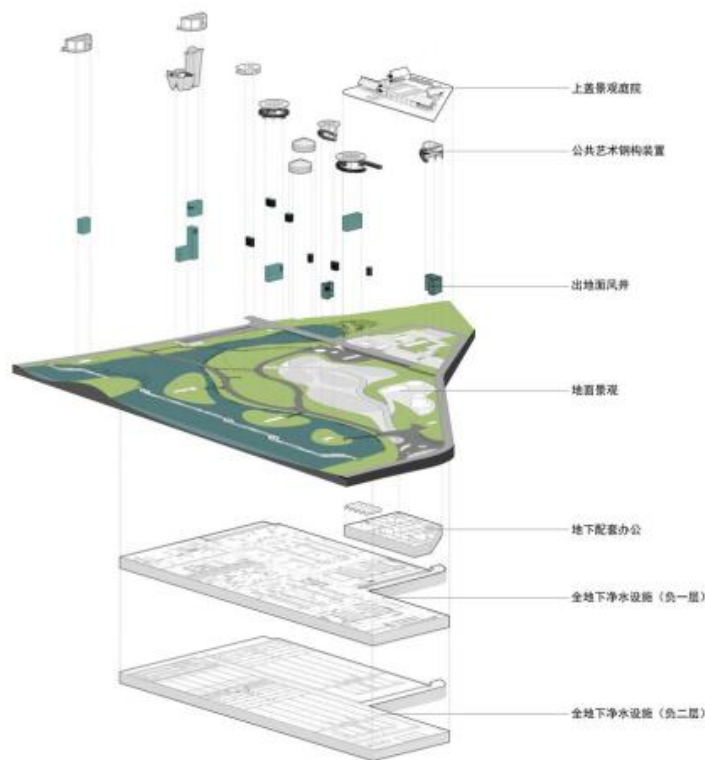 上盖景观庭院
公共艺术钢构装置
出地面风井
地面景观
地下配套办公
全地下净水设施（负一层）
全地下净水设施（负二层）